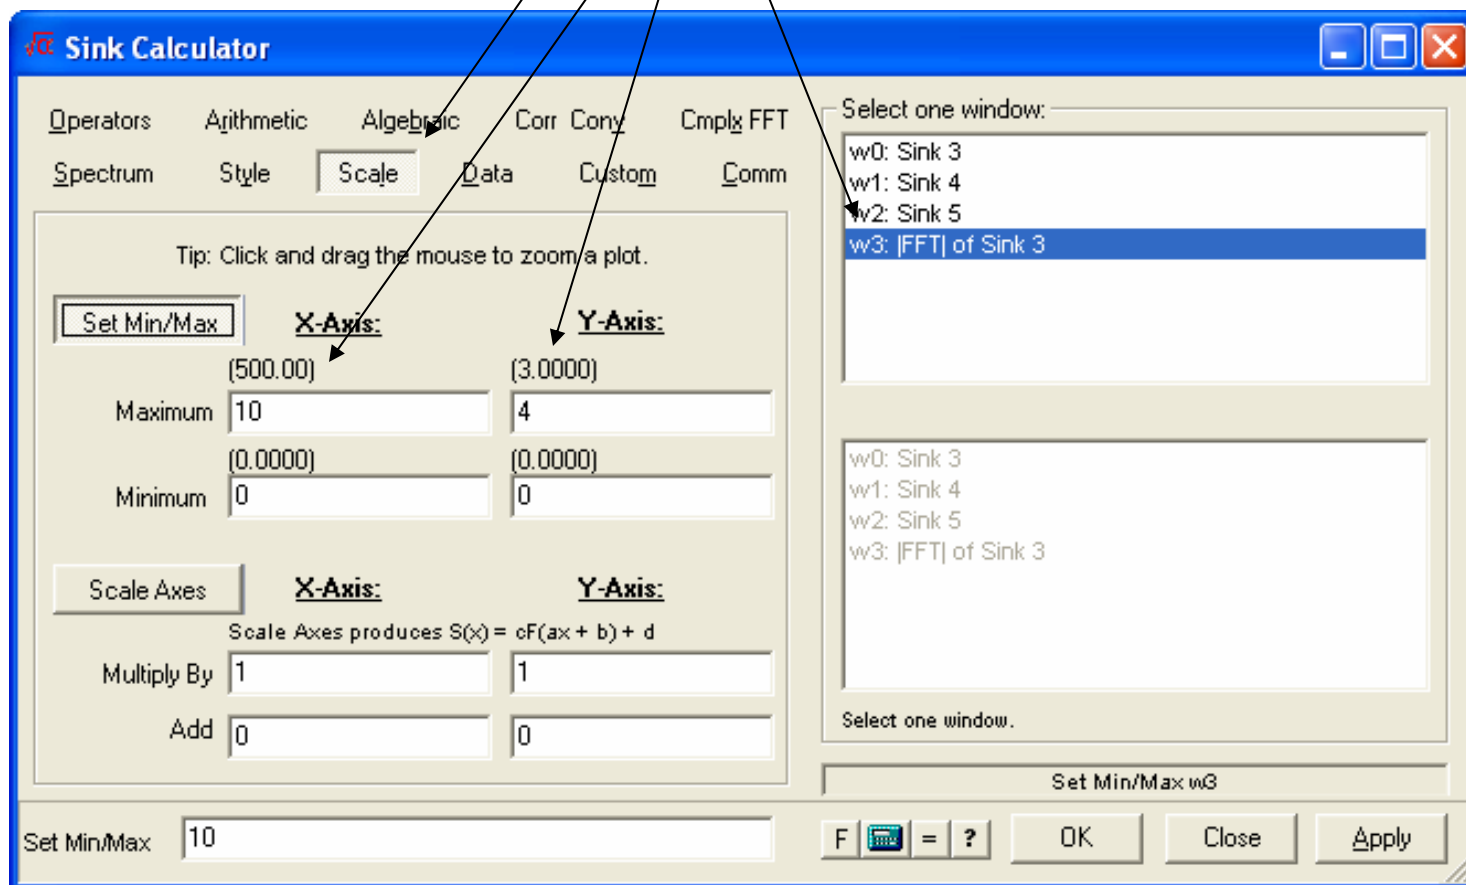 √α Sink Calculator
Operators Arithmetic Algebraic Corr Conv Cmplx FFT
Spectrum Style Scale Data Custom Comm
Tip: Click and drag the mouse to zoom a plot.
Set Min/Max X-Axis: Y-Axis:
(500.00) (3.0000)
Maximum 10 4
(0.0000) (0.0000)
Minimum 0 0
Scale Axes X-Axis: Y-Axis:
Scale Axes produces S(x) = cF(ax + b) + d
Multiply By 1 1
Add 0 0
Select one window:
w0: Sink 3
w1: Sink 4
w2: Sink 5
w3: |FFT| of Sink 3
w0: Sink 3
w1: Sink 4
w2: Sink 5
w3: |FFT| of Sink 3
Select one window.
Set Min/Max w3
Set Min/Max 10 F = ? OK Close Apply